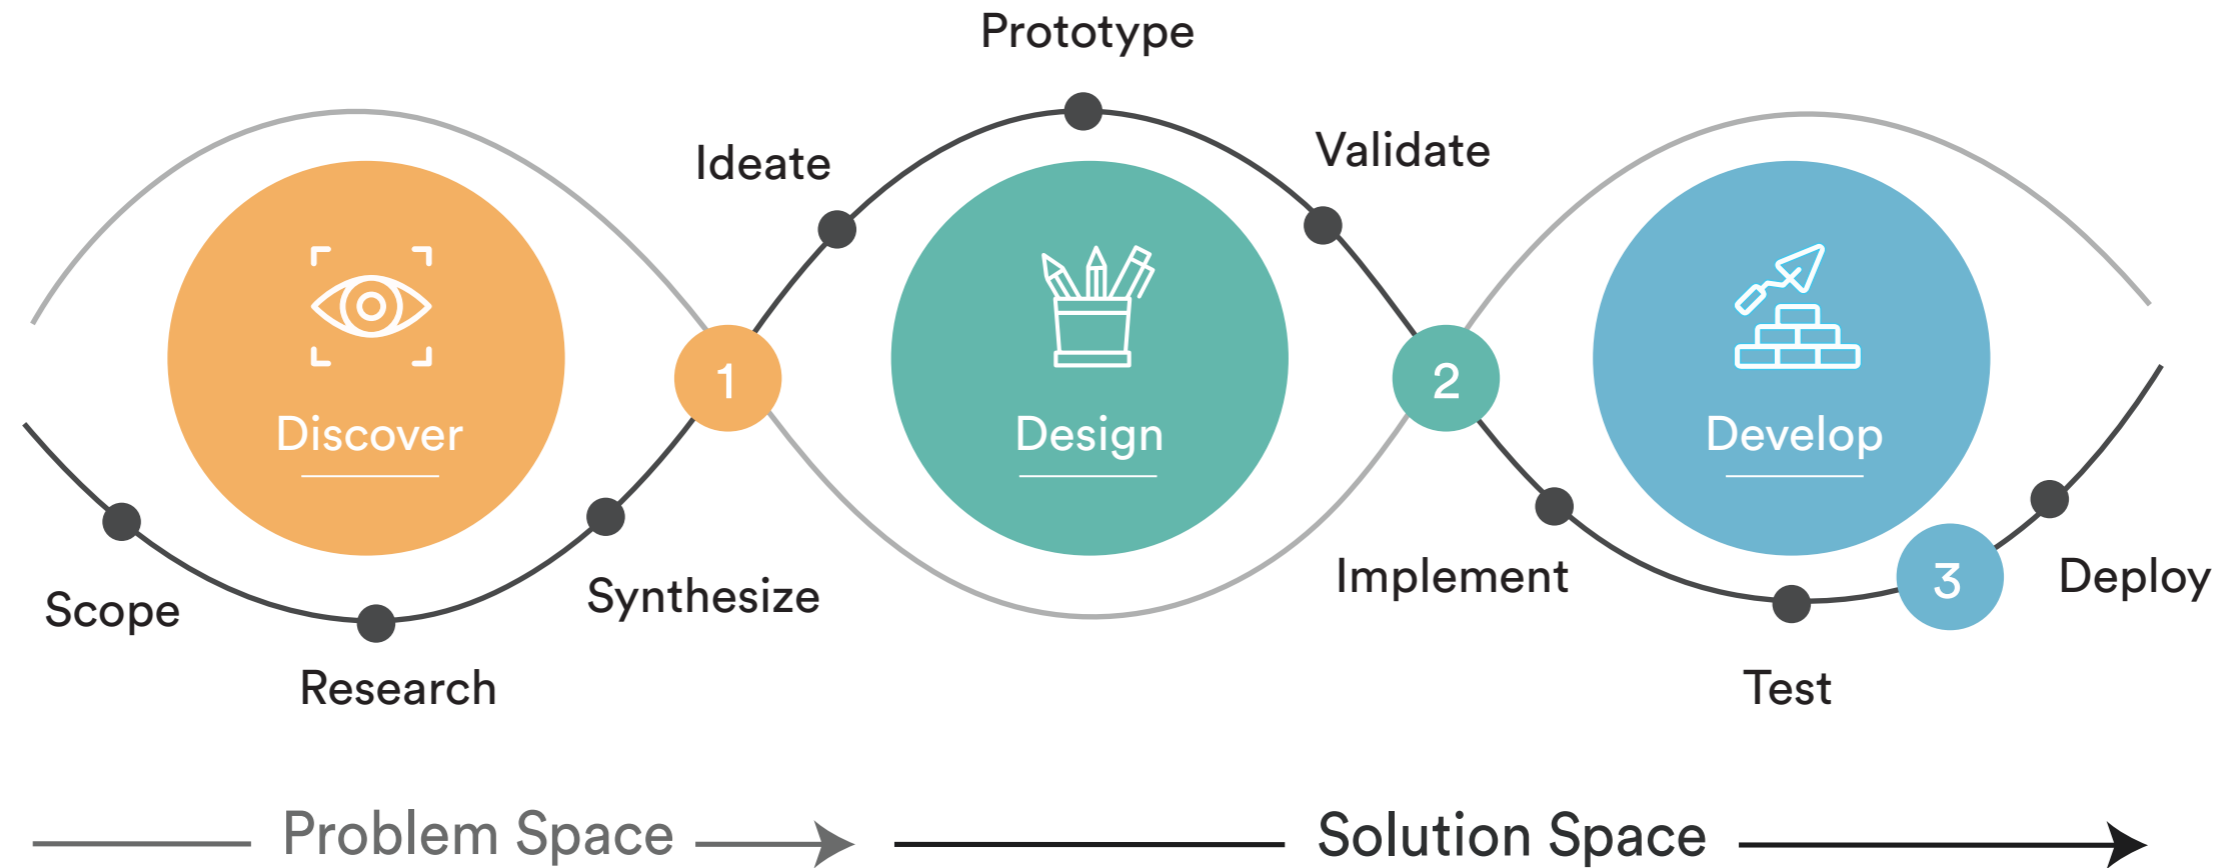 Prototype
Ideate
Validate
Discover
1
Design
2
Develop
Scope
Research
Synthesize
Implement
Test
3
Deploy
Problem Space
Solution Space